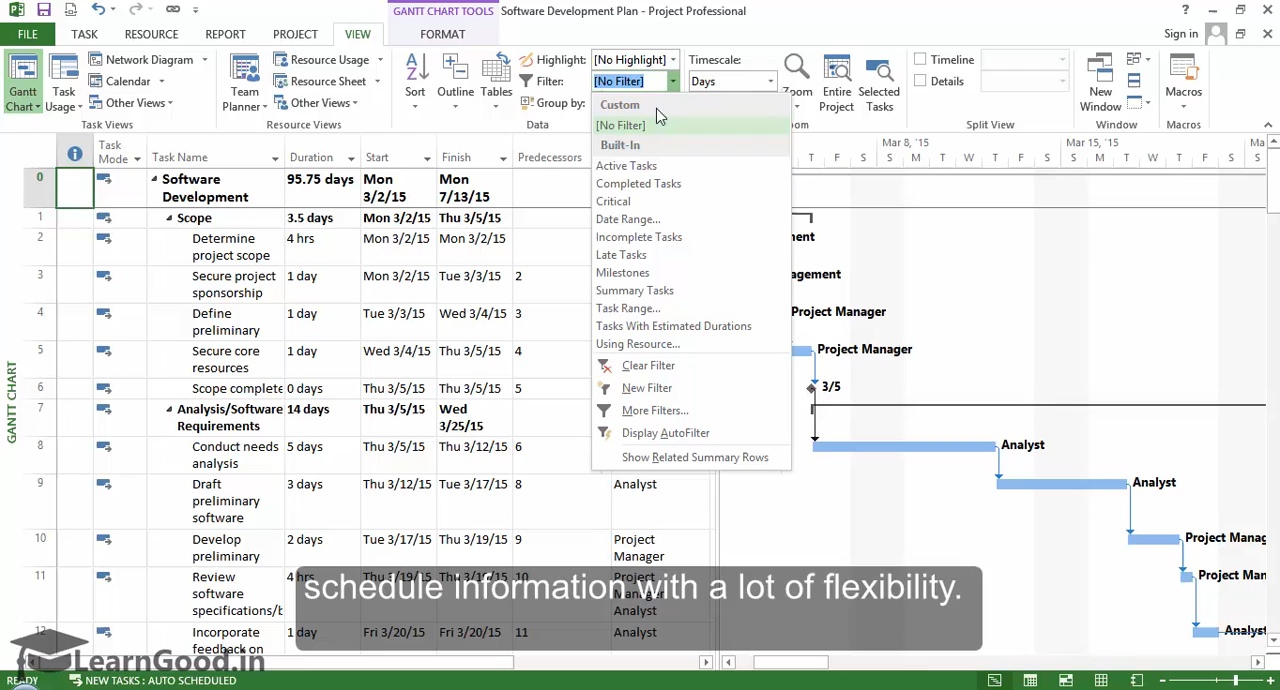 GANTT CHART TOOLS
Software Development Plan - Project Professional
FILE
TASK
RESOURCE
REPORT
PROJECT
VIEW
FORMAT
Sign in
Gantt
Chart
Task
Usage
Network Diagram
Calendar
Other Views
Task Views
Team
Planner
Resource Usage
Resource Sheet
Other Views
Resource Views
Sort
Outline
Tables
Highlight:
[No Highlight]
Filter:
[No Filter]
Group by:
Data
Timescale:
Days
Zoom
Entire
Project
Selected
Tasks
Timeline
Details
Split View
New
Window
Window
Macros
Macros
Custom
[No Filter]
Built-In
Active Tasks
Completed Tasks
Critical
Date Range...
Incomplete Tasks
Late Tasks
Milestones
Summary Tasks
Task Range...
Tasks With Estimated Durations
Using Resource...
Clear Filter
New Filter
More Filters...
Display AutoFilter
Show Related Summary Rows
Task
Mode
Task Name
Duration
Start
Finish
Predecessors
0
Software
Development
95.75 days
Mon
3/2/15
Mon
7/13/15
1
Scope
3.5 days
Mon 3/2/15
Thu 3/5/15
2
Determine
project scope
4 hrs
Mon 3/2/15
Mon 3/2/15
3
Secure project
sponsorship
1 day
Mon 3/2/15
Tue 3/3/15
2
4
Define
preliminary
1 day
Tue 3/3/15
Wed 3/4/15
3
5
Secure core
resources
1 day
Wed 3/4/15
Thu 3/5/15
4
6
Scope complete
0 days
Thu 3/5/15
Thu 3/5/15
5
7
Analysis/Software
Requirements
14 days
Thu 3/5/15
Wed
3/25/15
8
Conduct needs
analysis
5 days
Thu 3/5/15
Thu 3/12/15
6
9
Draft
preliminary
software
3 days
Thu 3/12/15
Tue 3/17/15
8
Analyst
10
Develop
preliminary
2 days
Tue 3/17/15
Thu 3/19/15
9
Project
Manager
11
Review
software
specifications/b
4 hrs
10
Analyst
12
Incorporate
feedback on
1 day
Fri 3/20/15
Fri 3/20/15
11
Analyst
Mar 8, '15
Mar 15, '15
T F S S M T W T F S S M T W T F S S
Project Manager
Project Manager
3/5
Analyst
Analyst
Project Manag
Project Man
Analyst
GANTT CHART
schedule information with a lot of flexibility.
LearnGood.in
READY
NEW TASKS : AUTO SCHEDULED